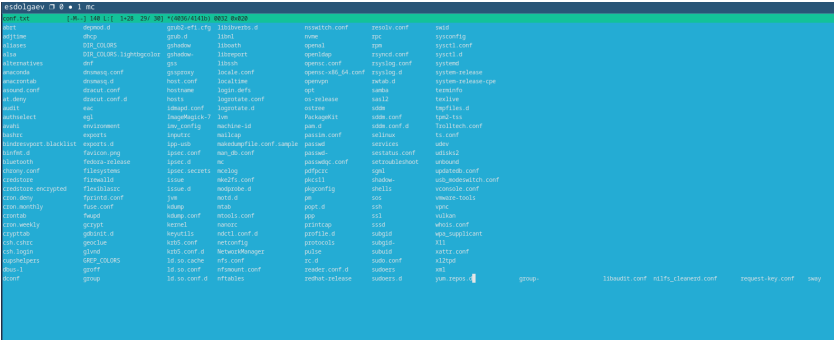 esdolgaev 0 1 mc
conf.txt [-M--] 140 L:[ 1+28 29/ 30] *(4036/4141b) 0032 0x020
abrt depmod.d grub2-efi.cfg libibverbs.d nsswitch.conf resolv.conf swid
adjtime dhcp grub.d libnl nvme rpc sysconfig
aliases DIR_COLORS gshadow libuoth openal rpm sysctl.conf
alsa DIR_COLORS.lightbgcolor gshadow- libreport openldap rsyncd.conf sysctl.d
alternatives dnf gss libssh opensc.conf rsyslog.conf systemd
anaconda dnsmasq.conf gssproxy locale.conf opensc-x86_64.conf rsyslog.d system-release
anacrontab dnsmasq.d host.conf localtime openvpn rwtab.d system-release-cpe
asound.conf dracut.conf hostname login.defs opt samba terminfo
at.deny dracut.conf.d hosts logrotate.conf os-release sasl2 texlive
audit exc idmapd.conf logrotate.d ostree sddm tmpfiles.d
authselect egl ImageMagick-7 lvm PackageKit sddm.conf tpm2-tss
avahi environment imv_config machine-id pam.d sddm.conf.d Trolltech.conf
bashrc exports inputrc mailcap passim.conf selinux ts.conf
bindresvport.blacklist exports.d ipp-usb makedumpfile.conf.sample passwd services udev
binfmt.d favicon.png ipsec.conf man_db.conf passwd- sestatus.conf udisks2
bluetooth fedora-release ipsec.d mc passwdqc.conf setroubleshoot unbound
chrony.conf filesystems ipsec.secrets mcelog pdfpcrc sgml updatedb.conf
credstore firewalld issue mke2fs.conf pkcs11 shadow- usb_modeswitch.conf
credstore.encrypted flexiblasrc issue.d modprobe.d pkgconfig shells vconsole.conf
cron.deny fprintd.conf jvm motd.d pm sos vmware-tools
cron.monthly fuse.conf kdump mtab popt.d ssh vpnc
crontab fwupd kdump.conf mtools.conf ppp ssl vulkan
cron.weekly gcrypt kernel nanorc printcap sssd whois.conf
crypttab gdbinit.d keyutils ndctl.conf.d profile.d subgid wpa_supplicant
csh.cshrc geoclue krb5.conf netconfig protocols subgid- X11
csh.login glvnd krb5.conf.d NetworkManager pulse subuid xattr.conf
cupshelpers GREP_COLORS ld.so.cache nfs.conf rc.d sudo.conf xl2tpd
dbus-1 groff ld.so.conf nfsmount.conf reader.conf.d sudoers xml
dconf group ld.so.conf.d nftables redhat-release sudoers.d yum.repos.d group- libaudit.conf nilfs_cleanerd.conf request-key.conf sway